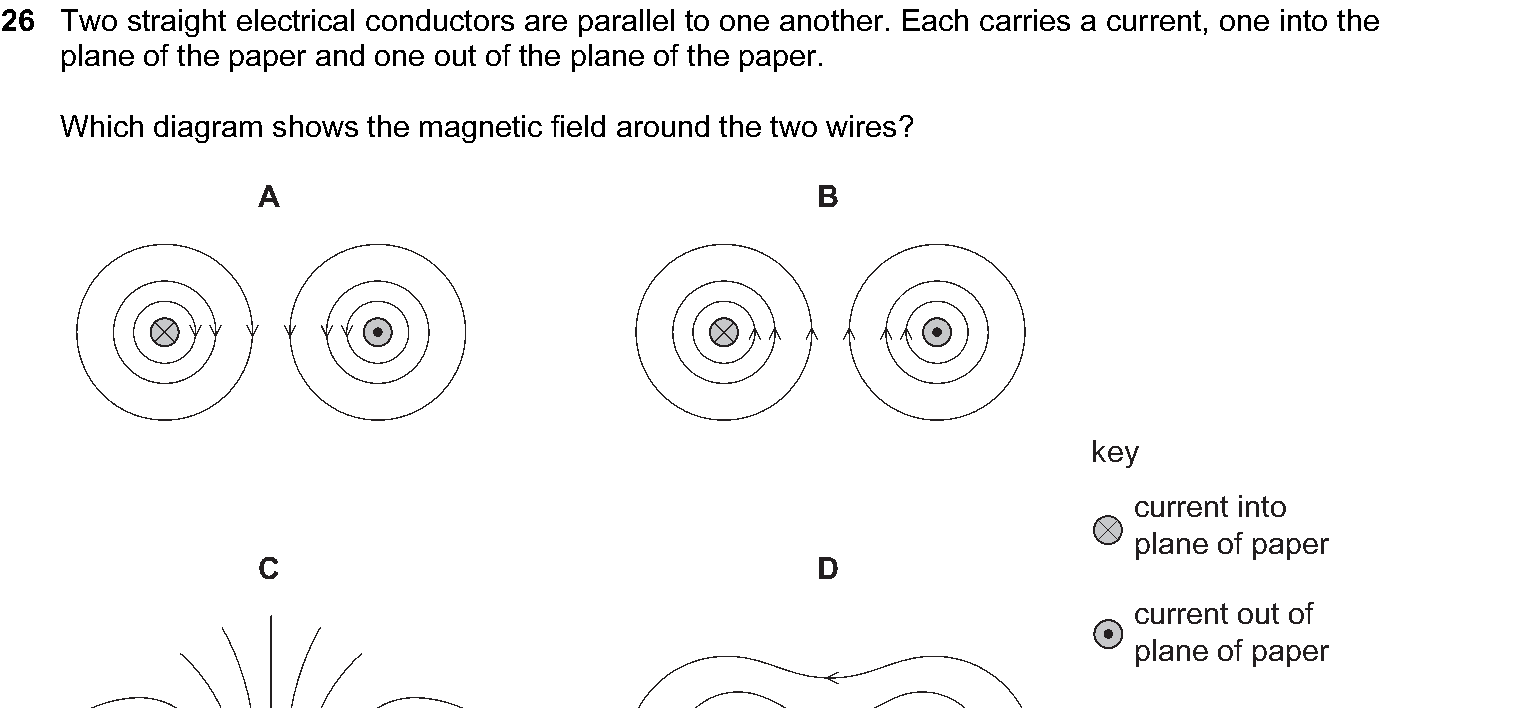 26 Two straight electrical conductors are parallel to one another. Each carries a current, one into the
plane of the paper and one out of the plane of the paper.
Which diagram shows the magnetic field around the two wires?
A
B
key
current into
plane of paper
C
D
current out of
plane of paper